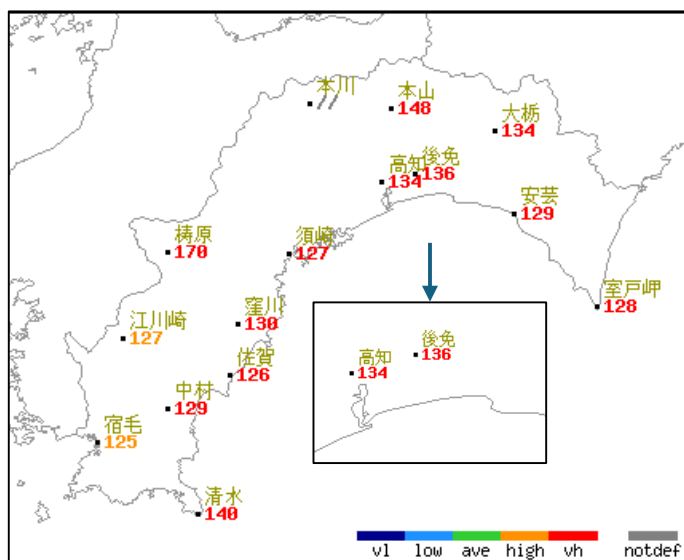 本川
//
本山
148
大栃
134
高知
134
後免
136
安芸
129
梼原
170
須崎
127
室戸岬
128
江川崎
127
窪川
130
佐賀
126
中村
129
宿毛
125
清水
140
高知
134
後免
136
vl low ave high vh notdef